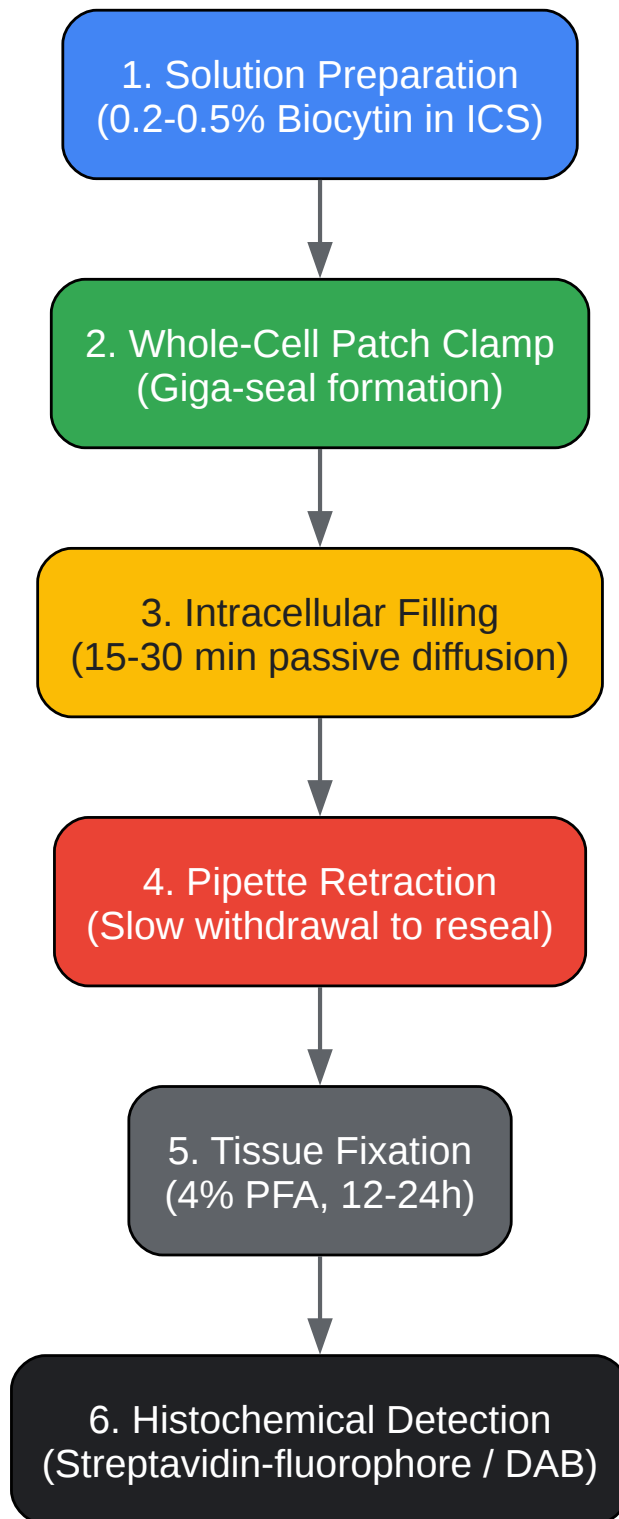 1. Solution Preparation
(0.2-0.5% Biocytin in ICS)
2. Whole-Cell Patch Clamp
(Giga-seal formation)
3. Intracellular Filling
(15-30 min passive diffusion)
4. Pipette Retraction
(Slow withdrawal to reseal)
5. Tissue Fixation
(4% PFA, 12-24h)
6. Histochemical Detection
(Streptavidin-fluorophore / DAB)